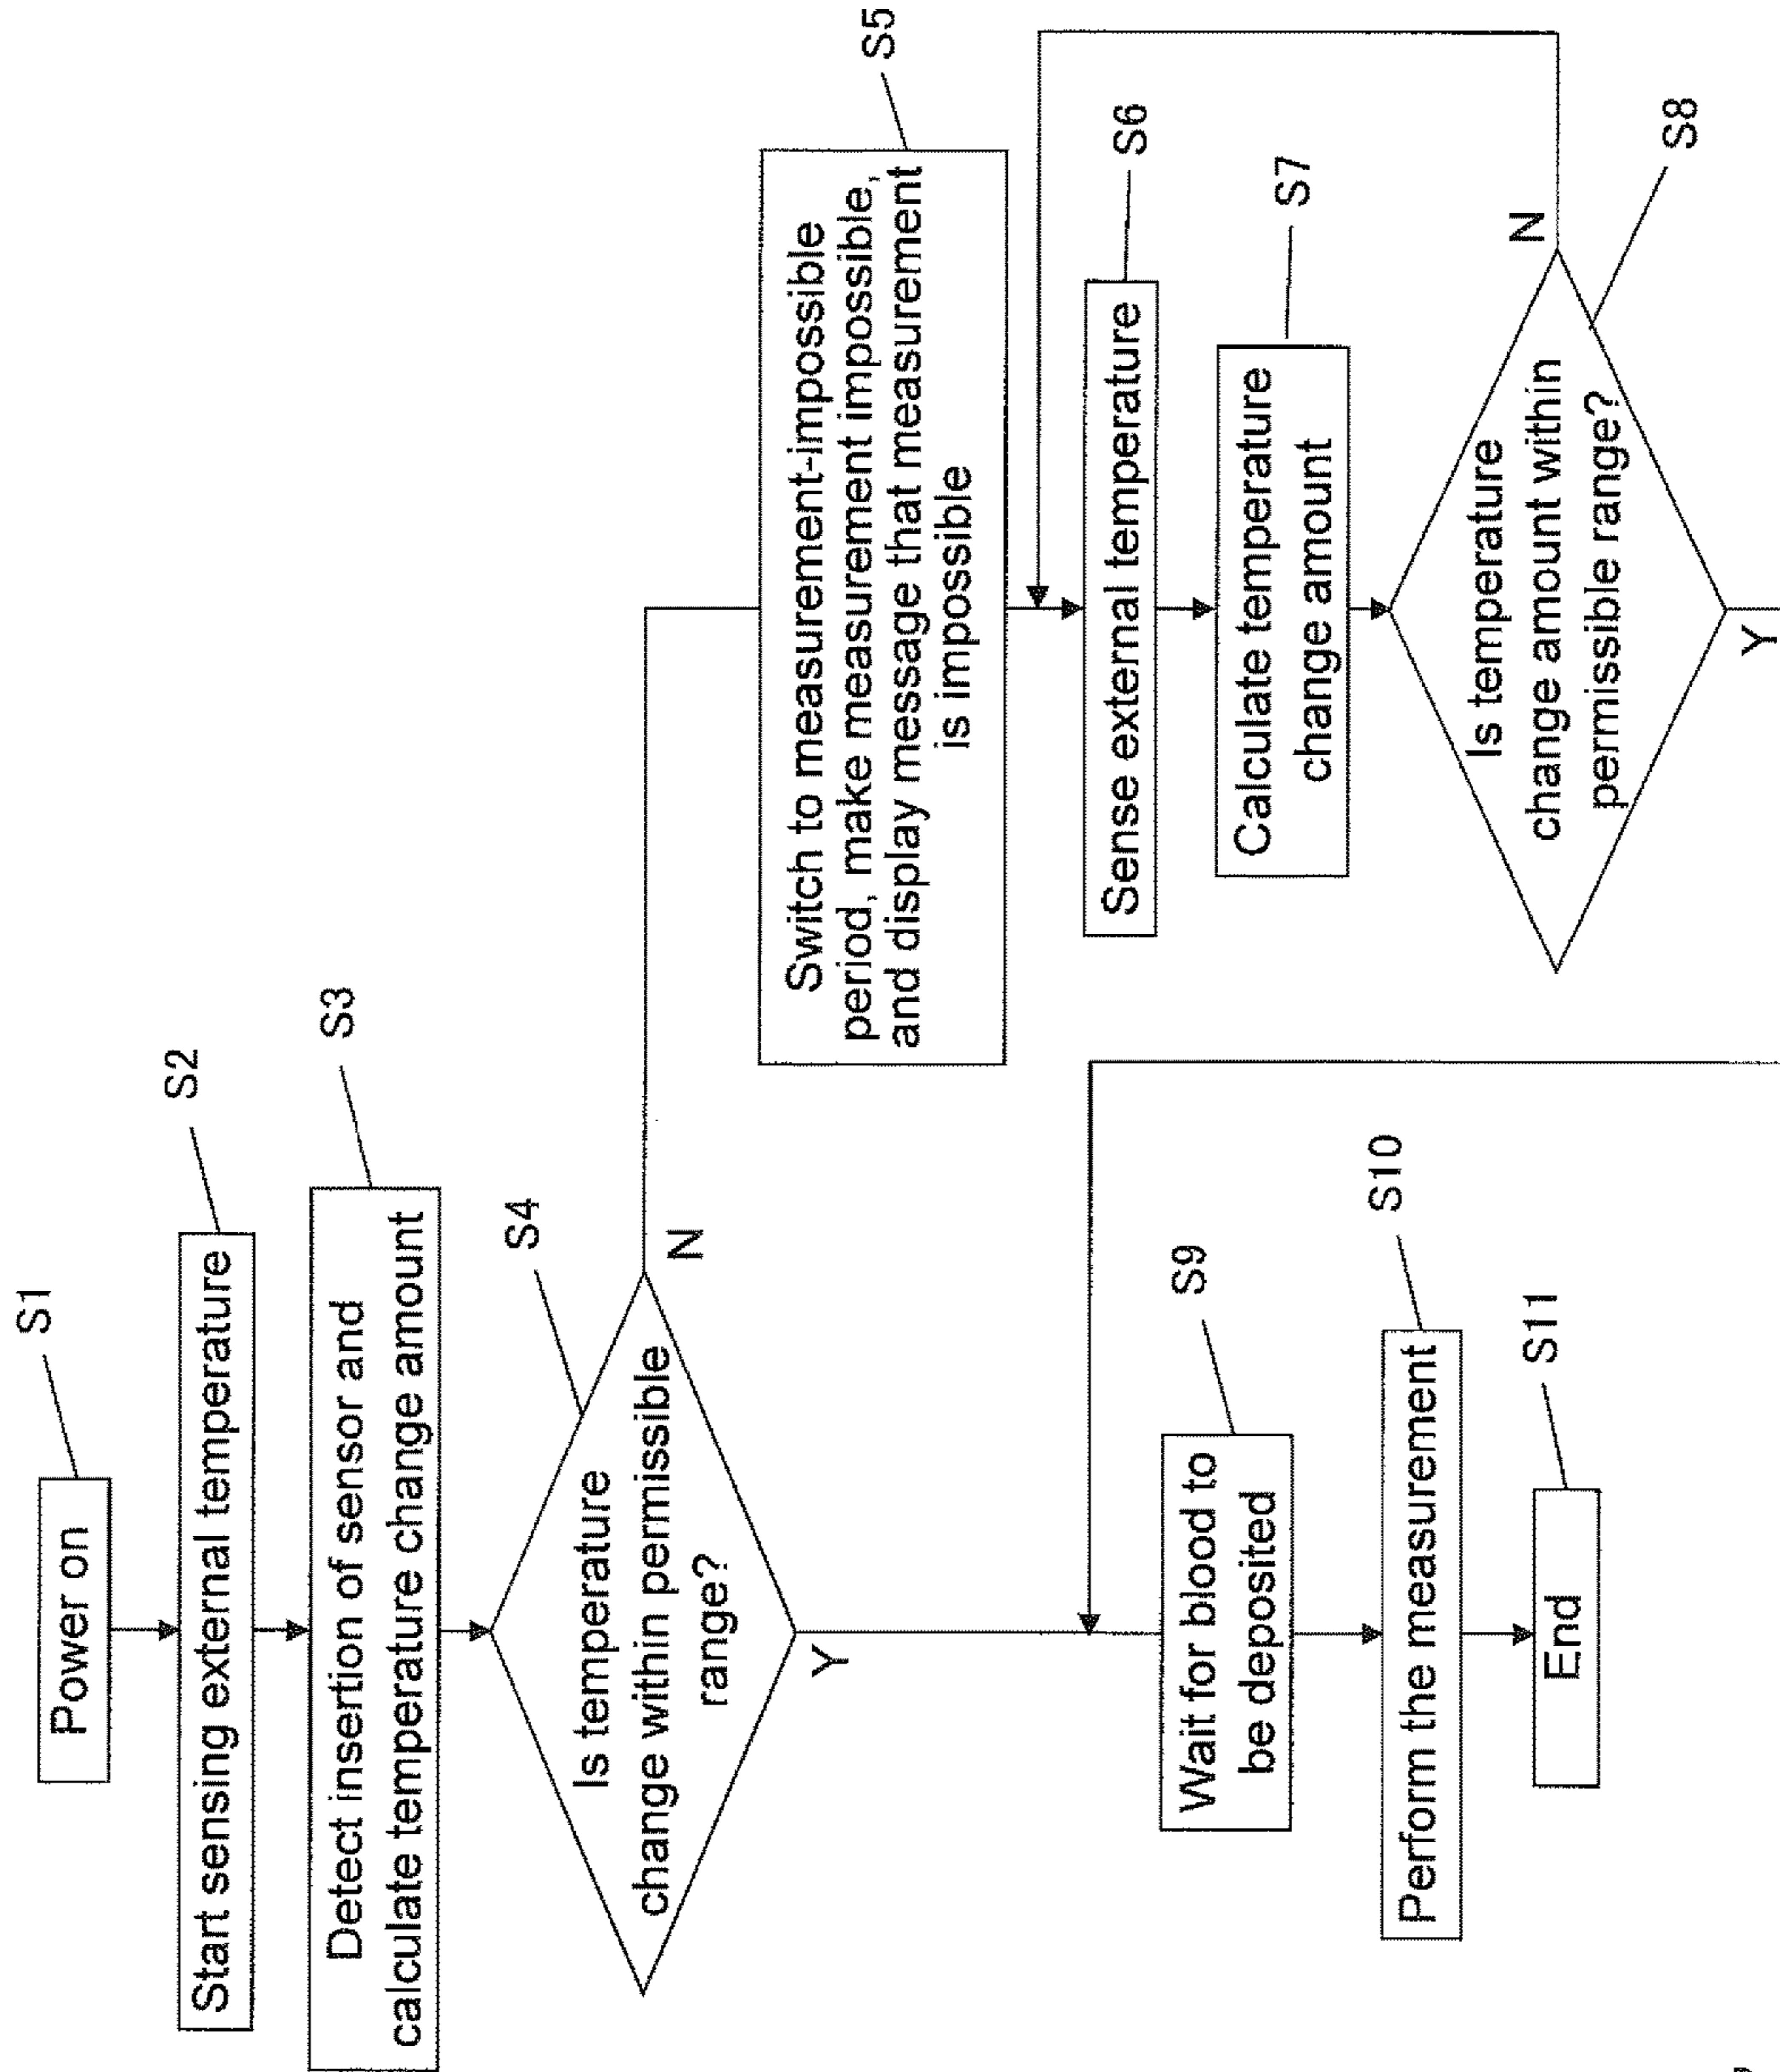 S1
Power on
S2
Start sensing external temperature
S3
Detect insertion of sensor and
calculate temperature change amount
S4
Is temperature
change within permissible
range?
N
Y
S5
Switch to measurement-impossible
period, make measurement impossible,
and display message that measurement
is impossible
S6
Sense external temperature
S7
Calculate temperature
change amount
Is temperature
change amount within
permissible range?
N
S8
Y
S9
Wait for blood to
be deposited
S10
Perform the measurement
S11
End